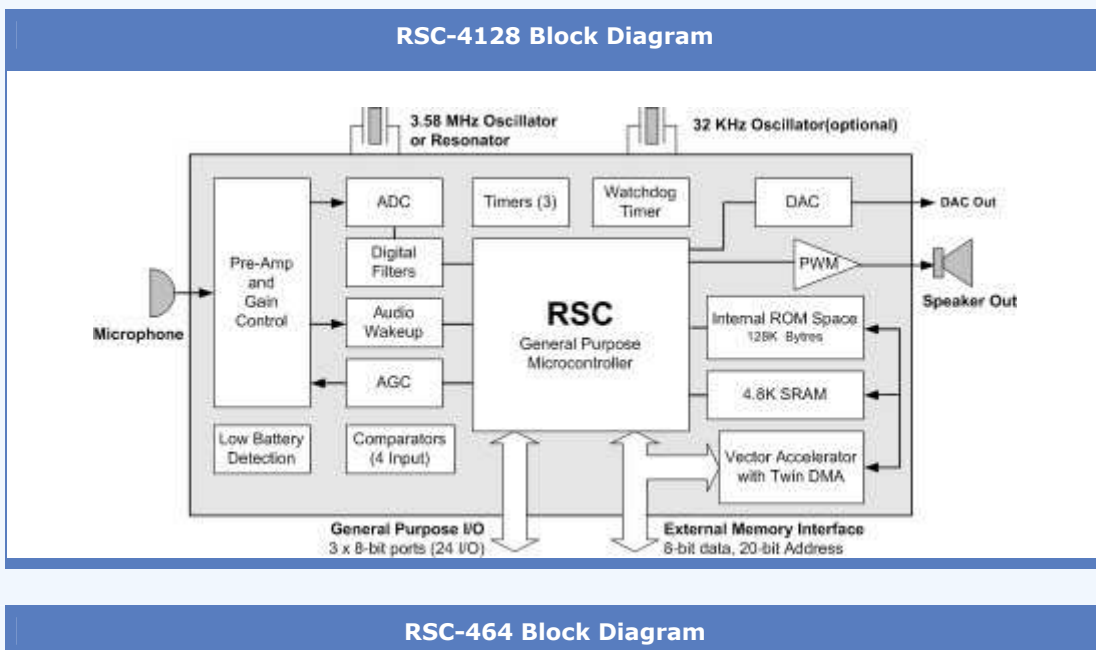 RSC-4128 Block Diagram
3.58 MHz Oscillator
or Resonator
32 KHz Oscillator(optional)
ADC
Timers (3)
Watchdog
Timer
DAC
DAC Out
Pre-Amp
and
Gain
Control
Digital
Filters
PWM
Speaker Out
Microphone
Audio
Wakeup
RSC
General Purpose
Microcontroller
Internal ROM Space
128K Bytres
AGC
4.8K SRAM
Low Battery
Detection
Comparators
(4 Input)
Vector Accelerator
with Twin DMA
General Purpose I/O
3 x 8-bit ports (24 I/O)
External Memory Interface
8-bit data, 20-bit Address
RSC-464 Block Diagram